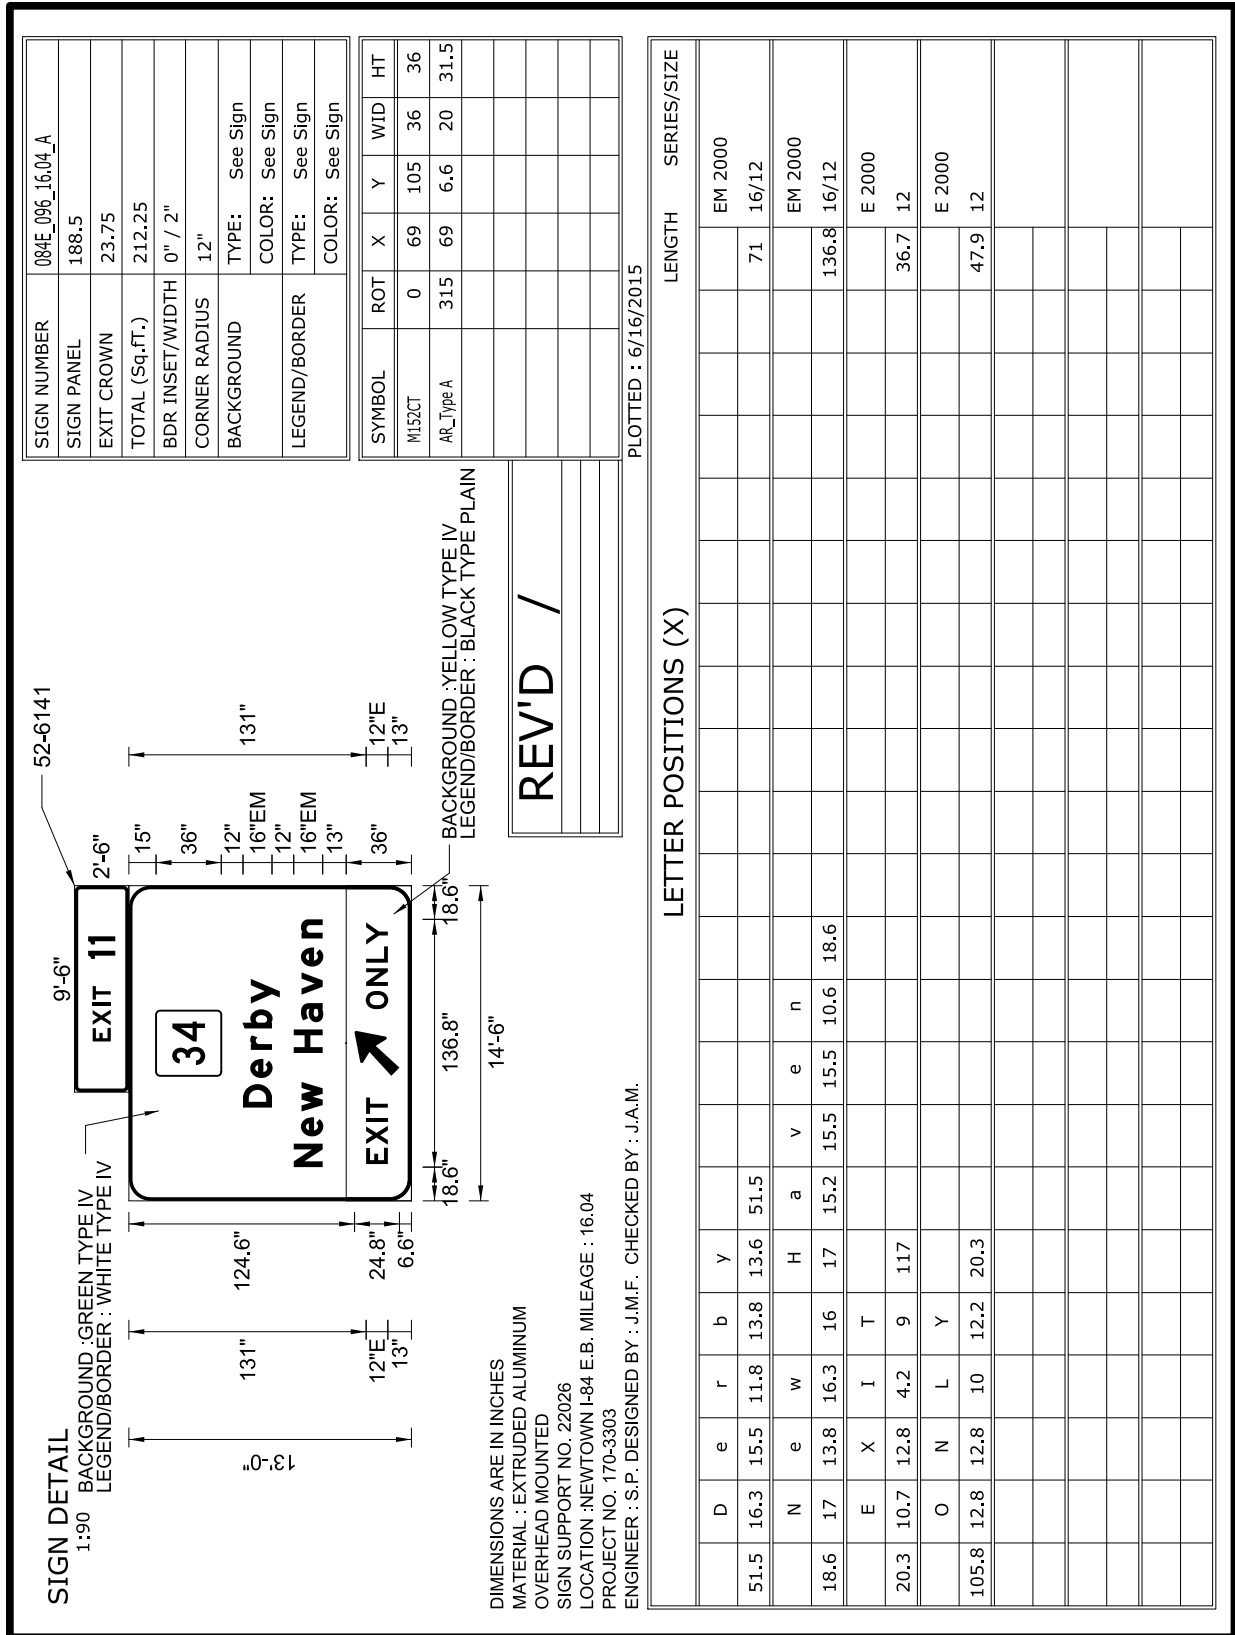 SIGN DETAIL
1:90
BACKGROUND :GREEN TYPE IV
LEGEND/BORDER : WHITE TYPE IV
9'-6"
52-6141
2'-6"
EXIT 11
34
Derby
New Haven
EXIT ONLY
13'-0"
131"
12"E
13"
124.6"
24.8"
6.6"
15"
36"
12"
16"EM
12"
16"EM
13"
36"
131"
12"E
13"
18.6"
136.8"
18.6"
14'-6"
BACKGROUND :YELLOW TYPE IV
LEGEND/BORDER : BLACK TYPE PLAIN
DIMENSIONS ARE IN INCHES
MATERIAL : EXTRUDED ALUMINUM
OVERHEAD MOUNTED
SIGN SUPPORT NO. 22026
LOCATION :NEWTOWN I-84 E.B. MILEAGE : 16.04
PROJECT NO. 170-3303
ENGINEER : S.P. DESIGNED BY : J.M.F. CHECKED BY : J.A.M.
REV'D /
SIGN NUMBER 084E_096_16.04_A
SIGN PANEL 188.5
EXIT CROWN 23.75
TOTAL (Sq.fT.) 212.25
BDR INSET/WIDTH 0" / 2"
CORNER RADIUS 12"
BACKGROUND TYPE: See Sign
COLOR: See Sign
LEGEND/BORDER TYPE: See Sign
COLOR: See Sign
SYMBOL ROT X Y WID HT
M152CT 0 69 105 36 36
AR_Type A 315 69 6.6 20 31.5
PLOTTED : 6/16/2015
LETTER POSITIONS (X) LENGTH SERIES/SIZE
D e r b y EM 2000
51.5 16.3 15.5 11.8 13.8 13.6 51.5 71 16/12
N e w H a v e n EM 2000
18.6 17 13.8 16.3 16 17 15.2 15.5 15.5 10.6 18.6 136.8 16/12
E X I T E 2000
20.3 10.7 12.8 4.2 9 117 36.7 12
O N L Y E 2000
105.8 12.8 12.8 10 12.2 20.3 47.9 12